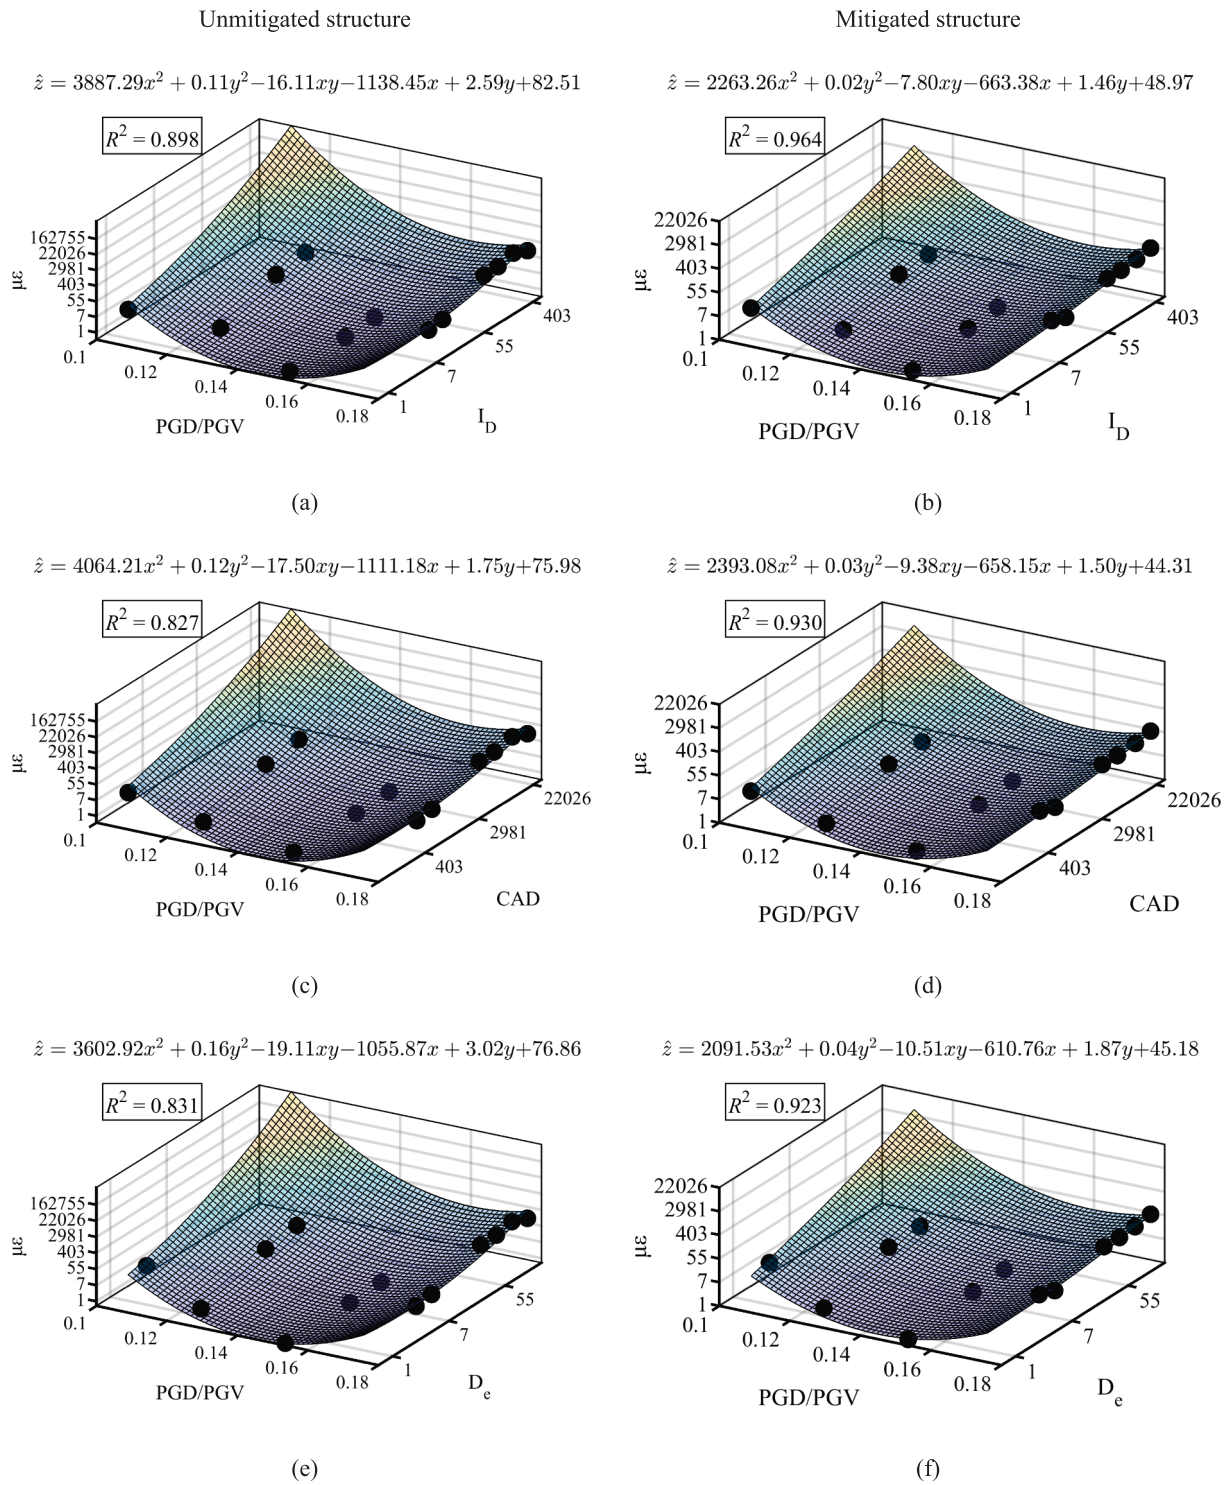 Unmitigated structure
Mitigated structure
ẑ = 3887.29x² + 0.11y²−16.11xy−1138.45x + 2.59y+82.51
R² = 0.898
162755
22026
2981
403
55
7
1
με
0.1
0.12
0.14
0.16
0.18
PGD/PGV
1
7
55
403
I_D
(a)
ẑ = 2263.26x² + 0.02y²−7.80xy−663.38x + 1.46y+48.97
R² = 0.964
22026
2981
403
55
7
1
με
0.1
0.12
0.14
0.16
0.18
PGD/PGV
1
7
55
403
I_D
(b)
ẑ = 4064.21x² + 0.12y²−17.50xy−1111.18x + 1.75y+75.98
R² = 0.827
162755
22026
2981
403
55
7
1
με
0.1
0.12
0.14
0.16
0.18
PGD/PGV
403
2981
22026
CAD
(c)
ẑ = 2393.08x² + 0.03y²−9.38xy−658.15x + 1.50y+44.31
R² = 0.930
22026
2981
403
55
7
1
με
0.1
0.12
0.14
0.16
0.18
PGD/PGV
403
2981
22026
CAD
(d)
ẑ = 3602.92x² + 0.16y²−19.11xy−1055.87x + 3.02y+76.86
R² = 0.831
162755
22026
2981
403
55
7
1
με
0.1
0.12
0.14
0.16
0.18
PGD/PGV
1
7
55
D_e
(e)
ẑ = 2091.53x² + 0.04y²−10.51xy−610.76x + 1.87y+45.18
R² = 0.923
22026
2981
403
55
7
1
με
0.1
0.12
0.14
0.16
0.18
PGD/PGV
1
7
55
D_e
(f)